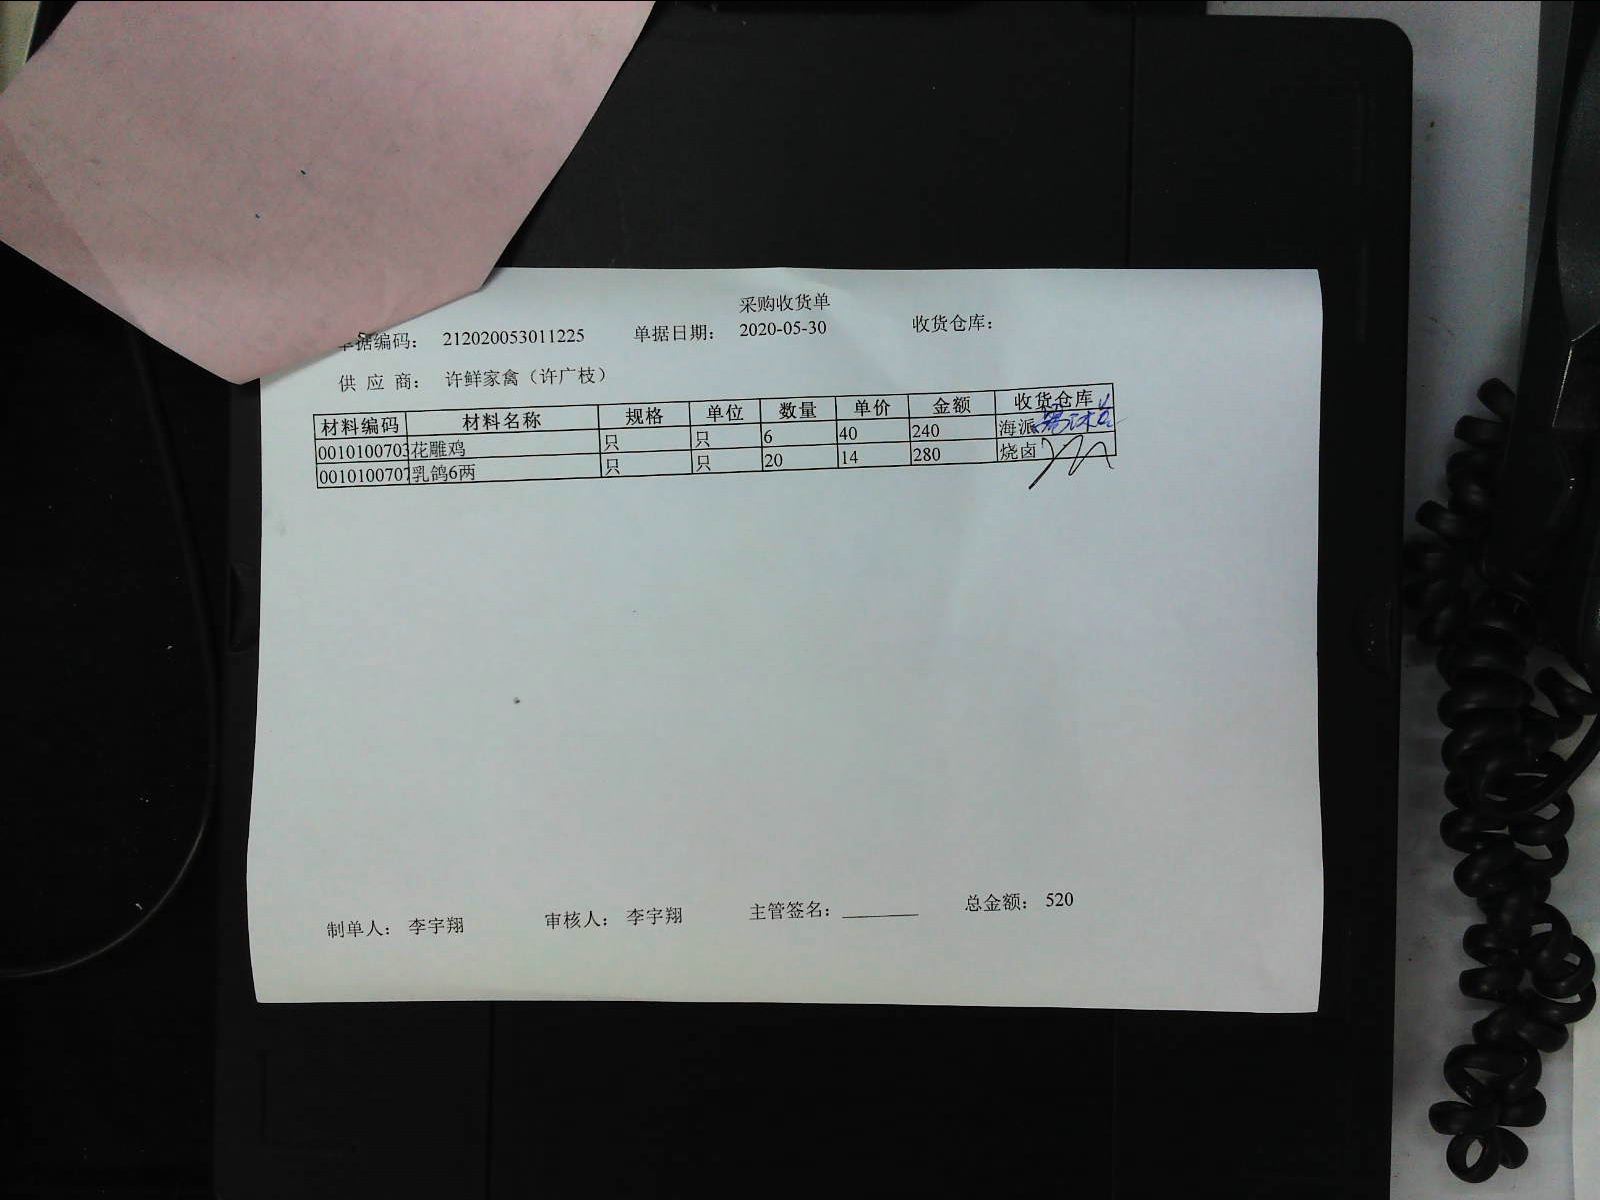 采购收货单
单据编码： 212020053011225 单据日期： 2020-05-30 收货仓库：
供 应 商： 许鲜家禽（许广枝）
材料编码 材料名称 规格 单位 数量 单价 金额 收货仓库
0010100703 花雕鸡 只 只 6 40 240 海派
0010100707 乳鸽6两 只 只 20 14 280 烧卤
制单人： 李宇翔 审核人： 李宇翔 主管签名： 总金额： 520